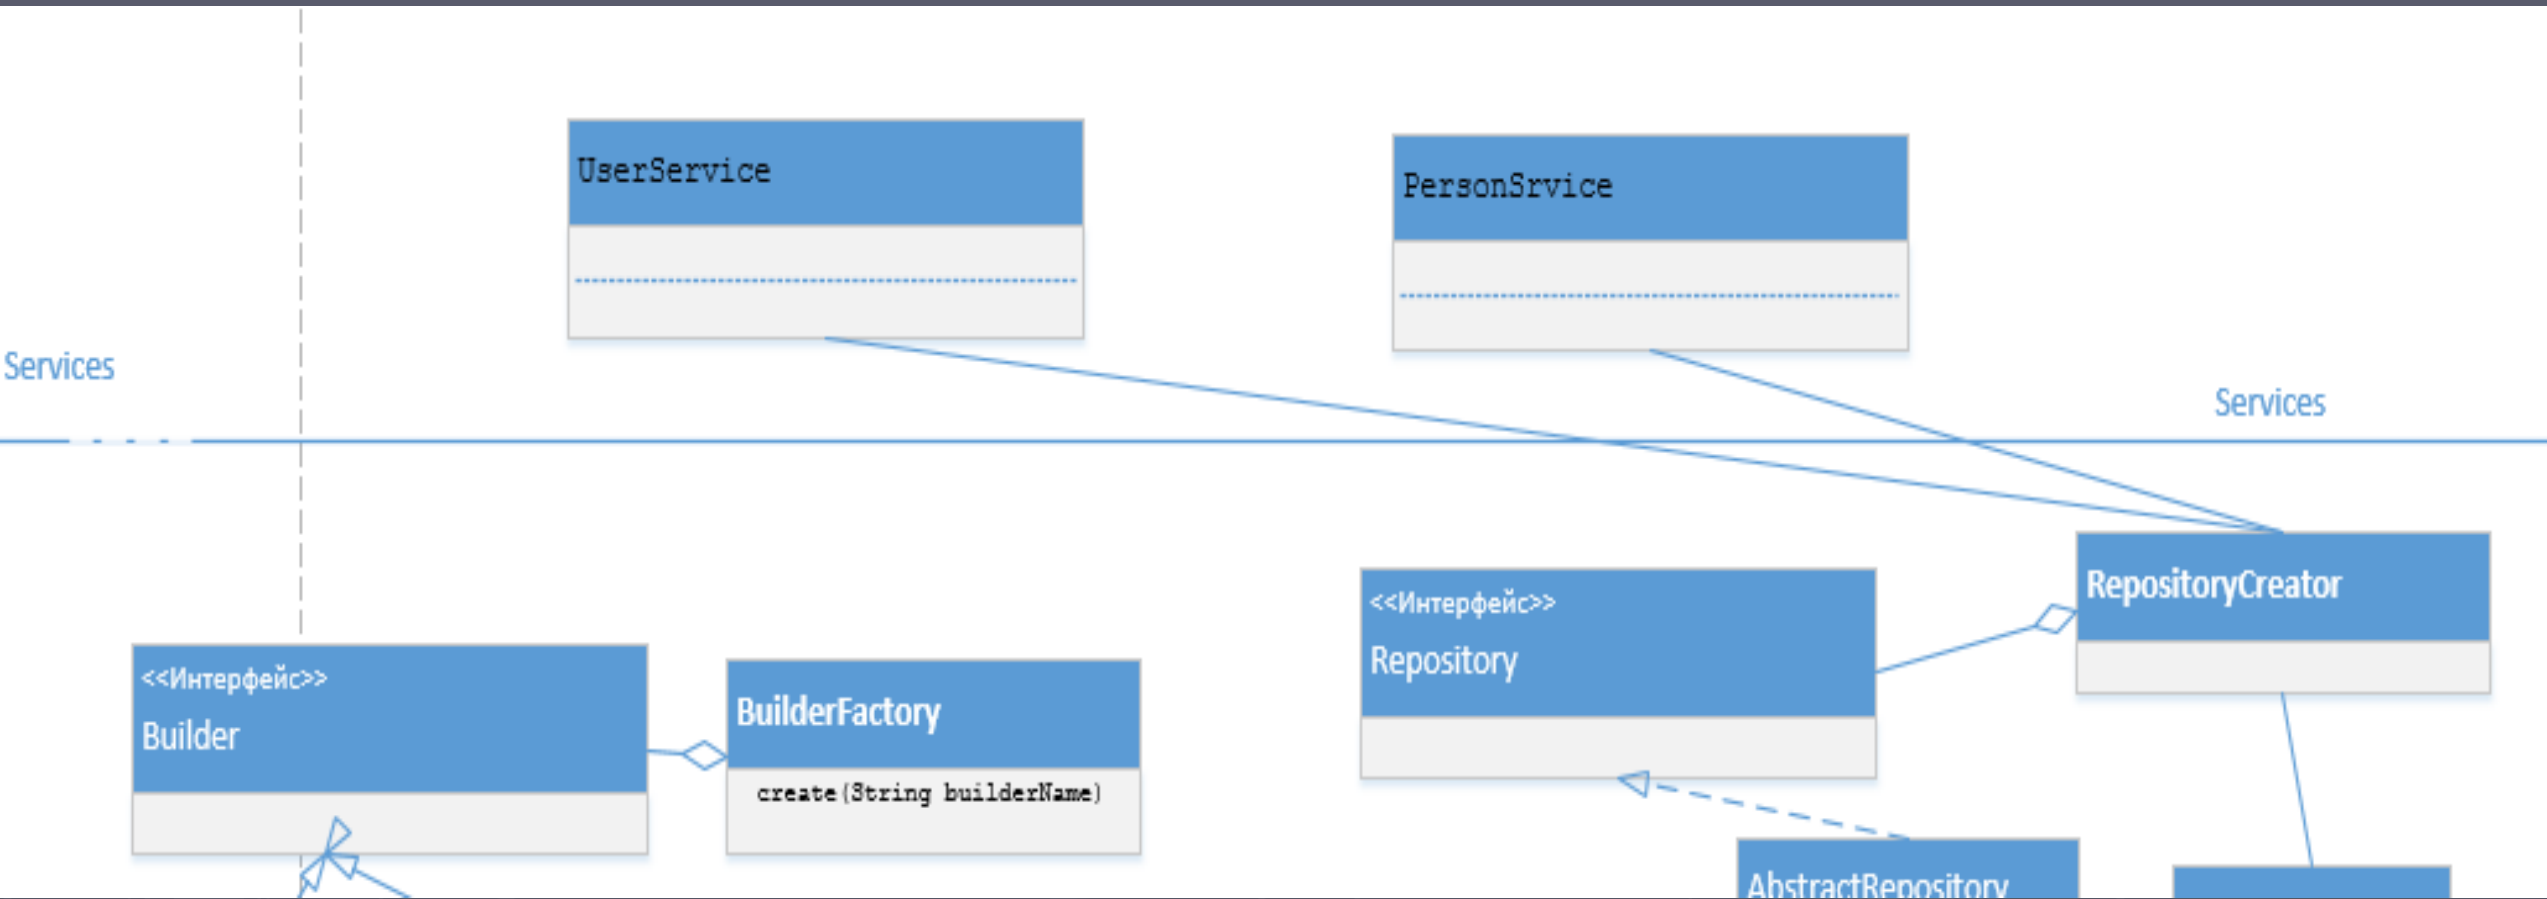 UserService
PersonSrvice
Services
Services
RepositoryCreator
<<Интерфейс>>
Repository
<<Интерфейс>>
Builder
BuilderFactory
create(String builderName)
AbstractRepository